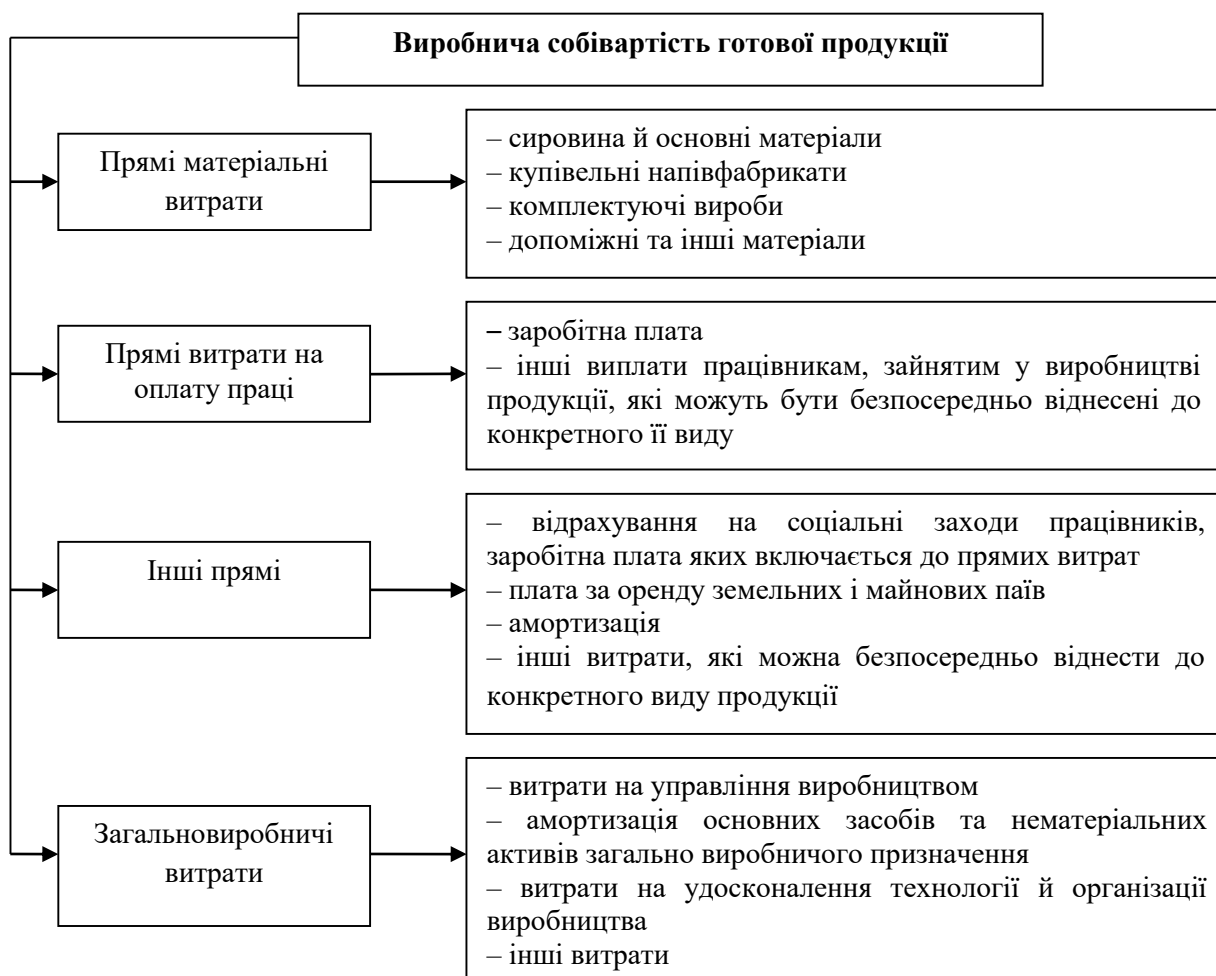 Виробнича собівартість готової продукції
Прямі матеріальні
витрати
– сировина й основні матеріали
– купівельні напівфабрикати
– комплектуючі вироби
– допоміжні та інші матеріали
Прямі витрати на
оплату праці
– заробітна плата
– інші виплати працівникам, зайнятим у виробництві
продукції, які можуть бути безпосередньо віднесені до
конкретного її виду
Інші прямі
– відрахування на соціальні заходи працівників,
заробітна плата яких включається до прямих витрат
– плата за оренду земельних і майнових паїв
– амортизація
– інші витрати, які можна безпосередньо віднести до
конкретного виду продукції
Загальновиробничі
витрати
– витрати на управління виробництвом
– амортизація основних засобів та нематеріальних
активів загально виробничого призначення
– витрати на удосконалення технології й організації
виробництва
– інші витрати